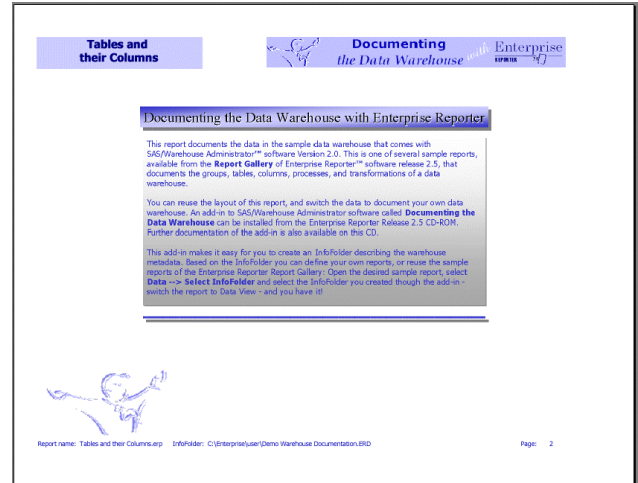 Tables and
their Columns
Documenting
the Data Warehouse with Enterprise
REPORTER
Documenting the Data Warehouse with Enterprise Reporter
This report documents the data in the sample data warehouse that comes with
SAS/Warehouse Administrator™ software Version 2.0. This is one of several sample reports,
available from the Report Gallery of Enterprise Reporter™ software release 2.5, that
documents the groups, tables, columns, processes, and transformations of a data
warehouse.
You can reuse the layout of this report, and switch the data to document your own data
warehouse. An add-in to SAS/Warehouse Administrator software called Documenting the
Data Warehouse can be installed from the Enterprise Reporter Release 2.5 CD-ROM.
Further documentation of the add-in is also available on this CD.
This add-in makes it easy for you to create an InfoFolder describing the warehouse
metadata. Based on the InfoFolder you can define your own reports, or reuse the sample
reports of the Enterprise Reporter Report Gallery: Open the desired sample report, select
Data --> Select InfoFolder and select the InfoFolder you created though the add-in -
switch the report to Data View - and you have it!
Report name: Tables and their Columns.erp InfoFolder: C:\Enterprise\user\Demo Warehouse Documentation.ERD Page: 2